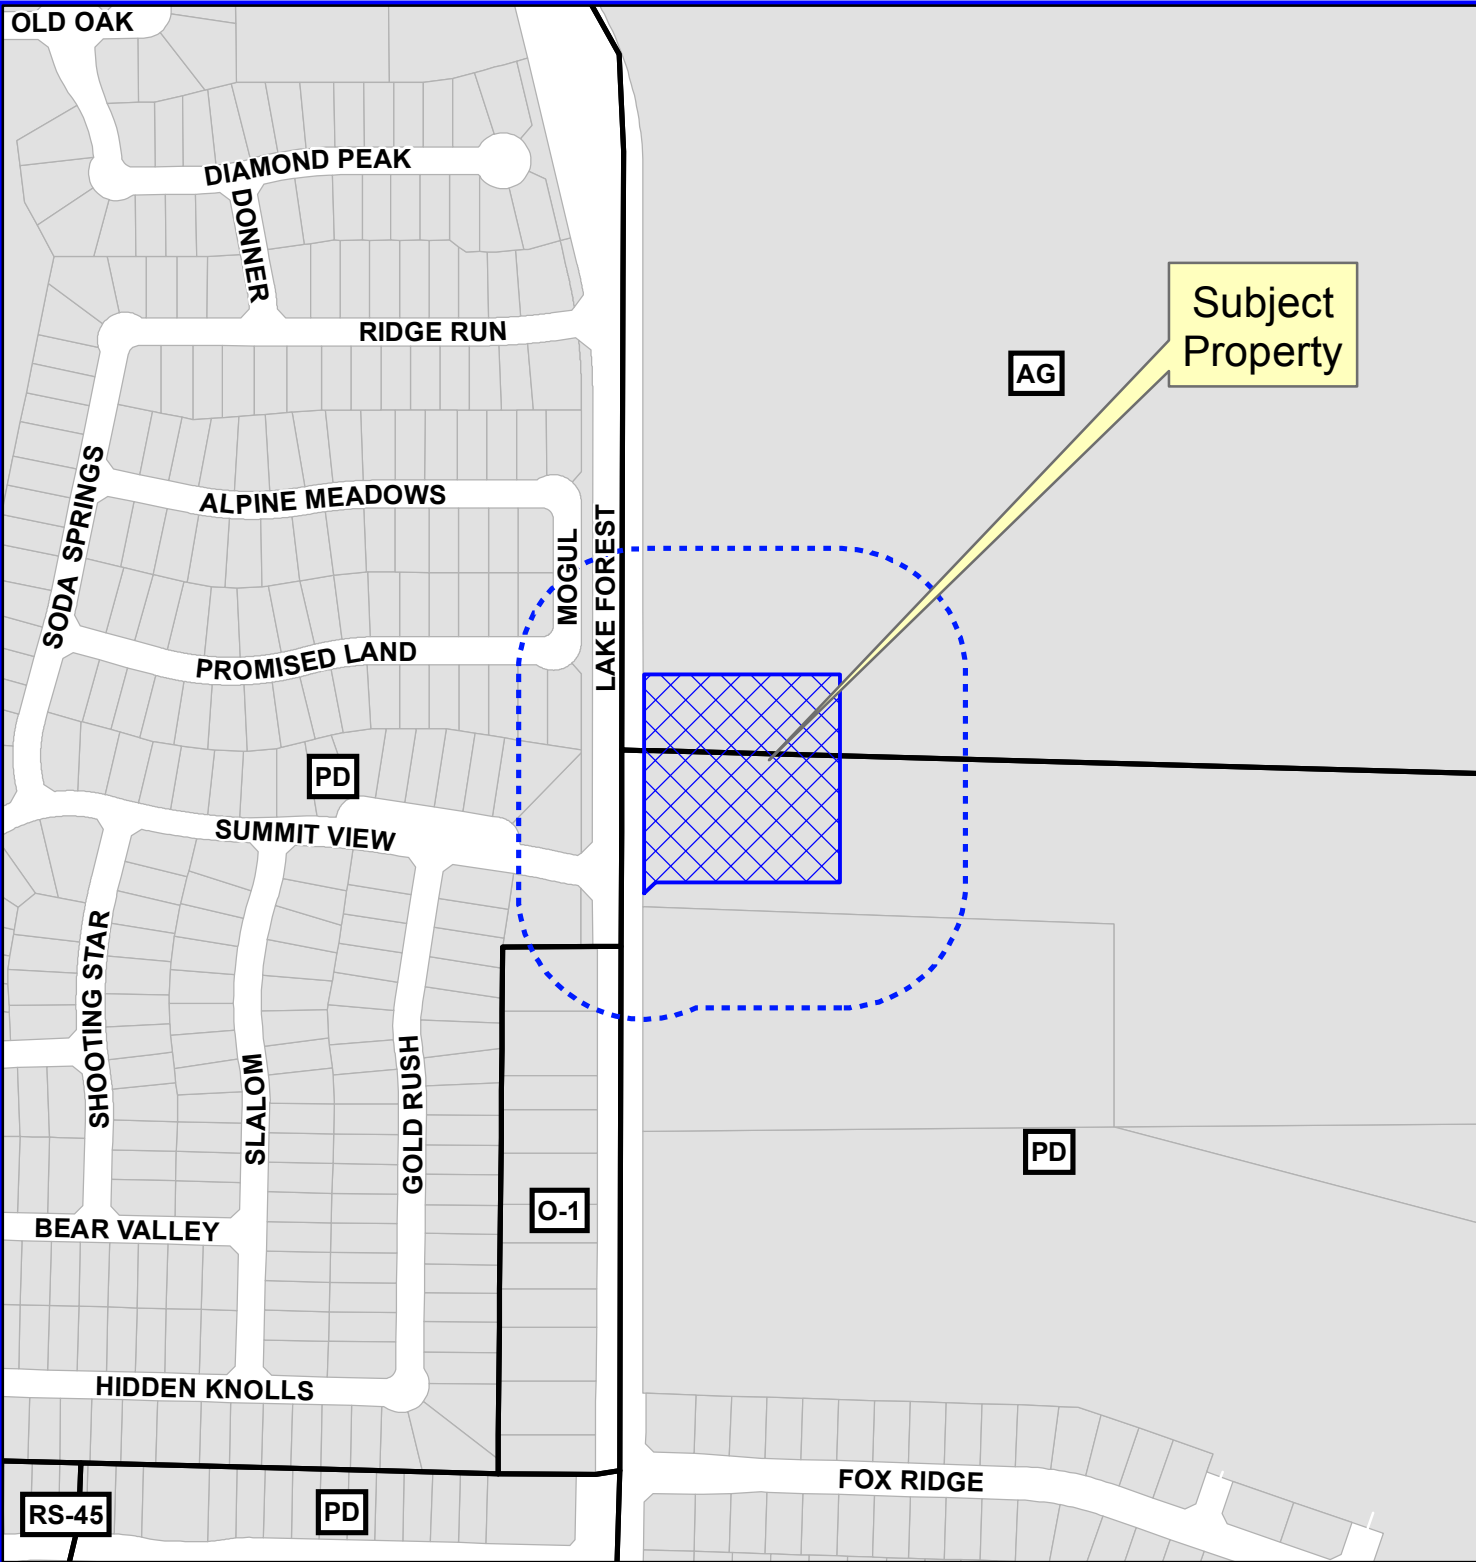 OLD OAK
DIAMOND PEAK
DONNER
RIDGE RUN
Subject
Property
AG
SODA SPRINGS
ALPINE MEADOWS
MOGUL
LAKE FOREST
PROMISED LAND
PD
SUMMIT VIEW
SHOOTING STAR
SLALOM
GOLD RUSH
PD
O-1
BEAR VALLEY
HIDDEN KNOLLS
FOX RIDGE
RS-45
PD